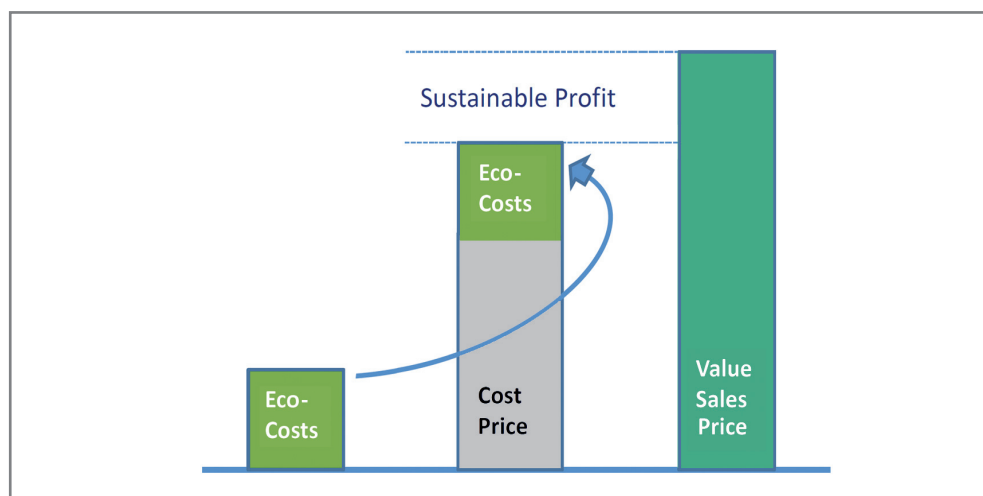 Sustainable Profit
Eco-
Costs
Cost
Price
Eco-
Costs
Value
Sales
Price